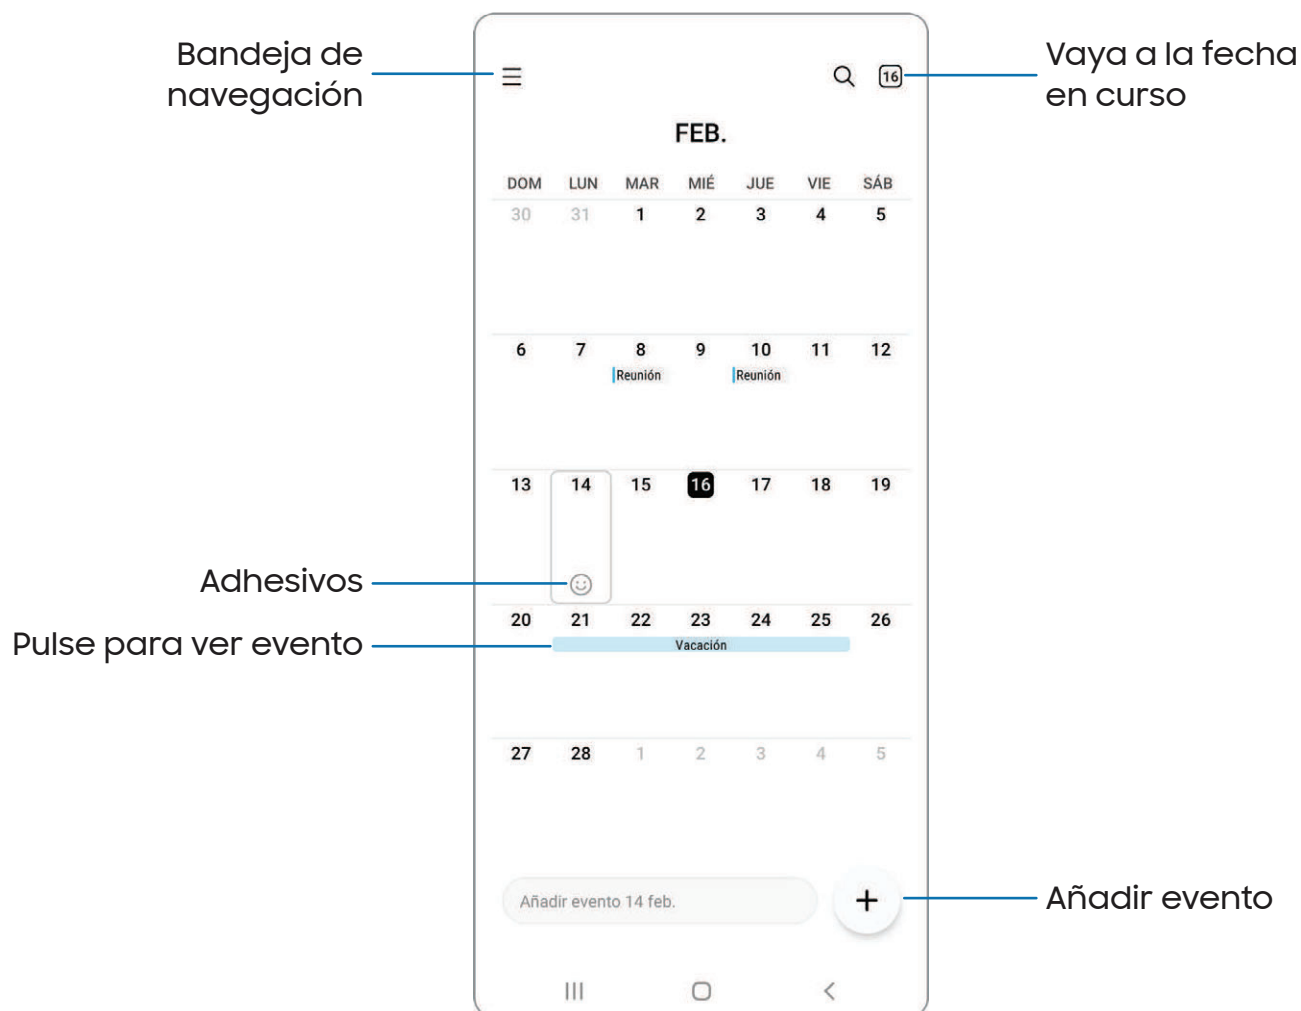 Bandeja de
navegación
Vaya a la fecha
en curso
16
FEB.
DOM LUN MAR MIÉ JUE VIE SÁB
30 31 1 2 3 4 5
6 7 8 9 10 11 12
Reunión Reunión
13 14 15 16 17 18 19
Adhesivos
20 21 22 23 24 25 26
Pulse para ver evento
Vacación
27 28 1 2 3 4 5
Añadir evento 14 feb.
+
Añadir evento